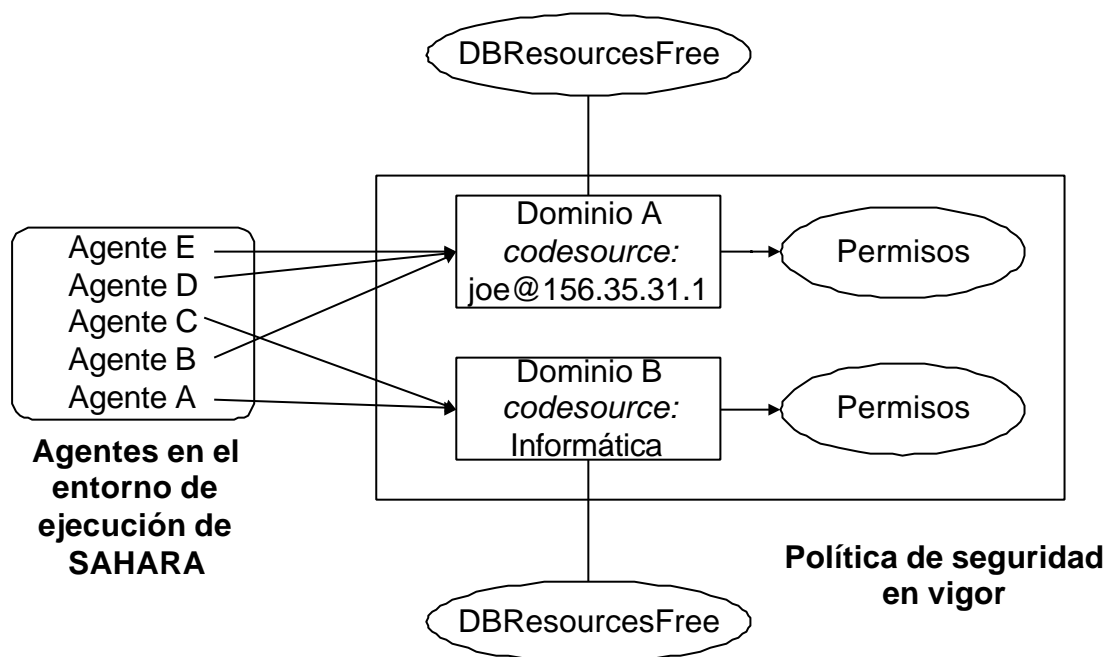 DBResourcesFree
Agente E
Agente D
Agente C
Agente B
Agente A
Agentes en el
entorno de
ejecución de
SAHARA
Dominio A
codesource:
joe@156.35.31.1
Permisos
Dominio B
codesource:
Informática
Permisos
Política de seguridad
en vigor
DBResourcesFree